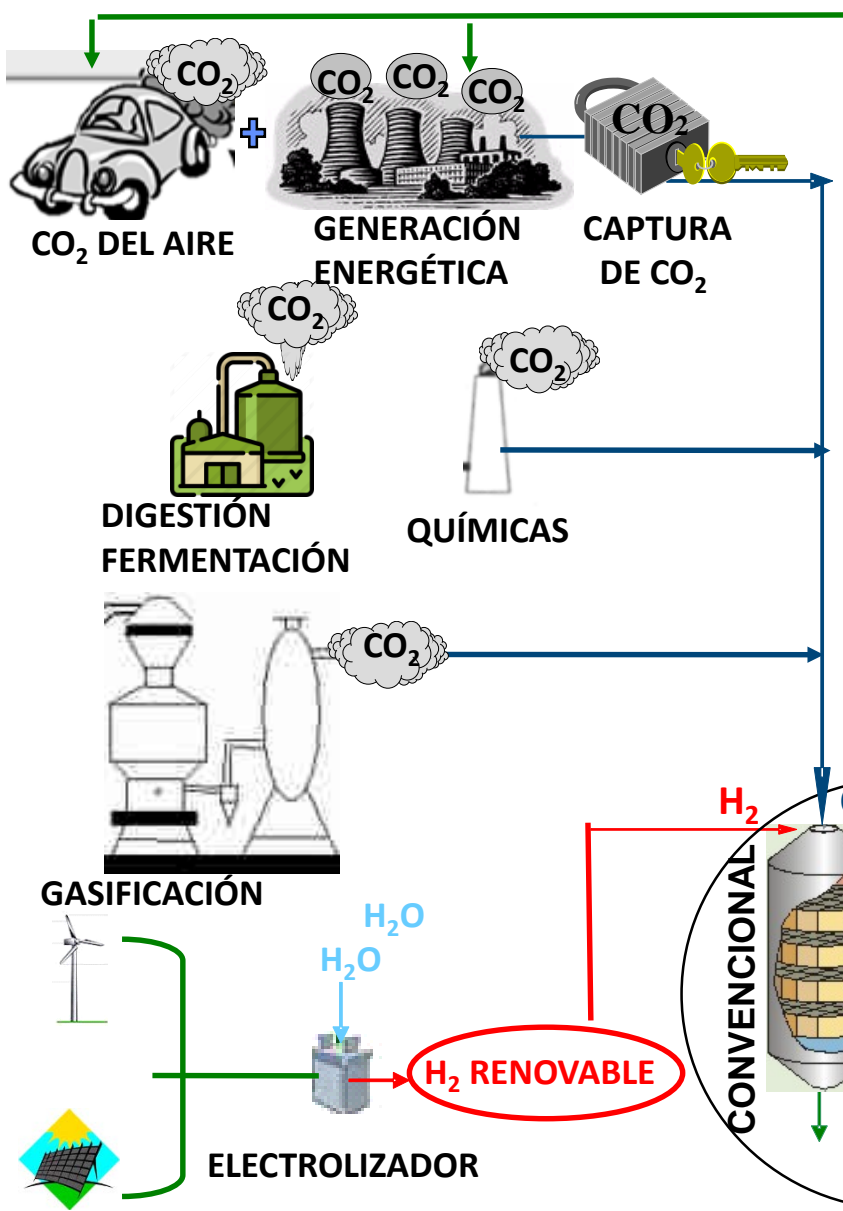 CO₂
CO₂
CO₂
CO₂
CO₂
CO₂ DEL AIRE
GENERACIÓN
ENERGÉTICA
CAPTURA
DE CO₂
CO₂
CO₂
DIGESTIÓN
FERMENTACIÓN
QUÍMICAS
CO₂
GASIFICACIÓN
H₂
CONVENCIONAL
H₂O
H₂O
H₂ RENOVABLE
ELECTROLIZADOR